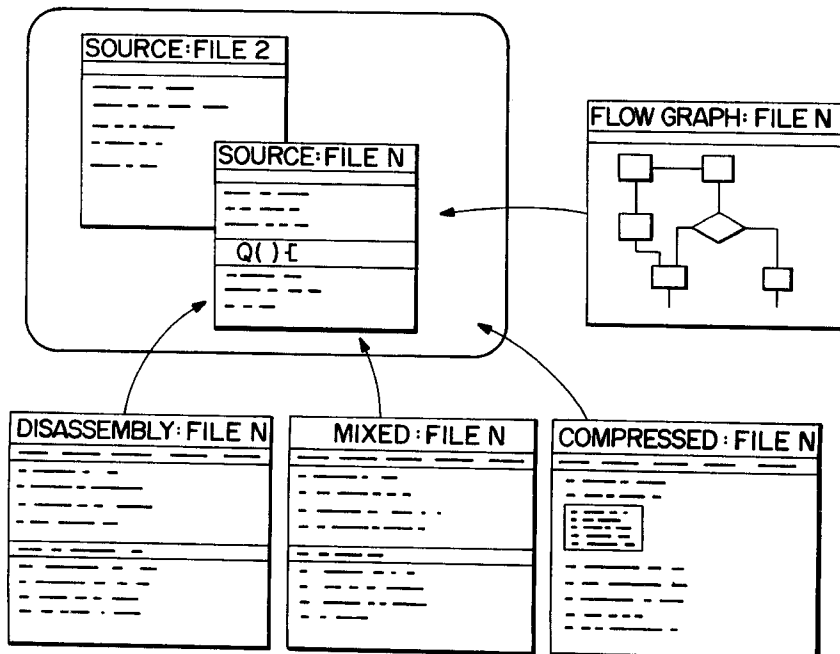 SOURCE:FILE 2
SOURCE:FILE N
Q( ) {
FLOW GRAPH: FILE N
DISASSEMBLY: FILE N
MIXED: FILE N
COMPRESSED: FILE N